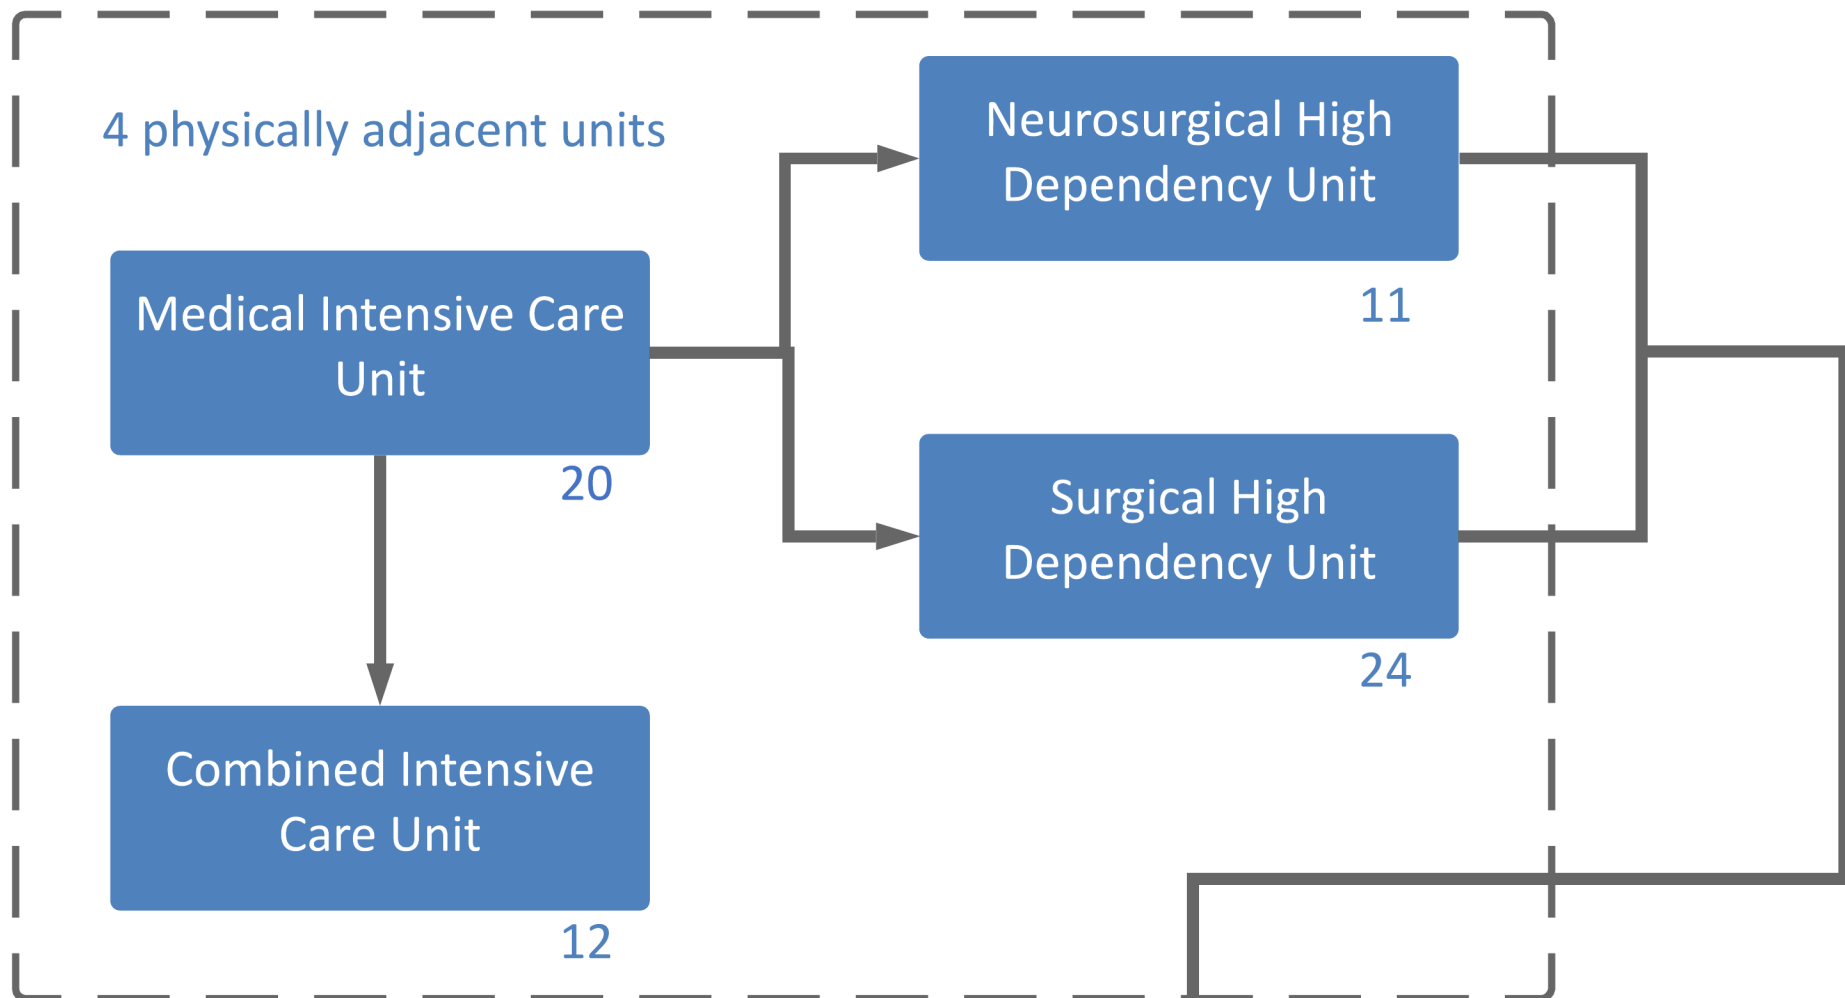 4 physically adjacent units
Neurosurgical High
Dependency Unit
11
Medical Intensive Care
Unit
20
Surgical High
Dependency Unit
24
Combined Intensive
Care Unit
12